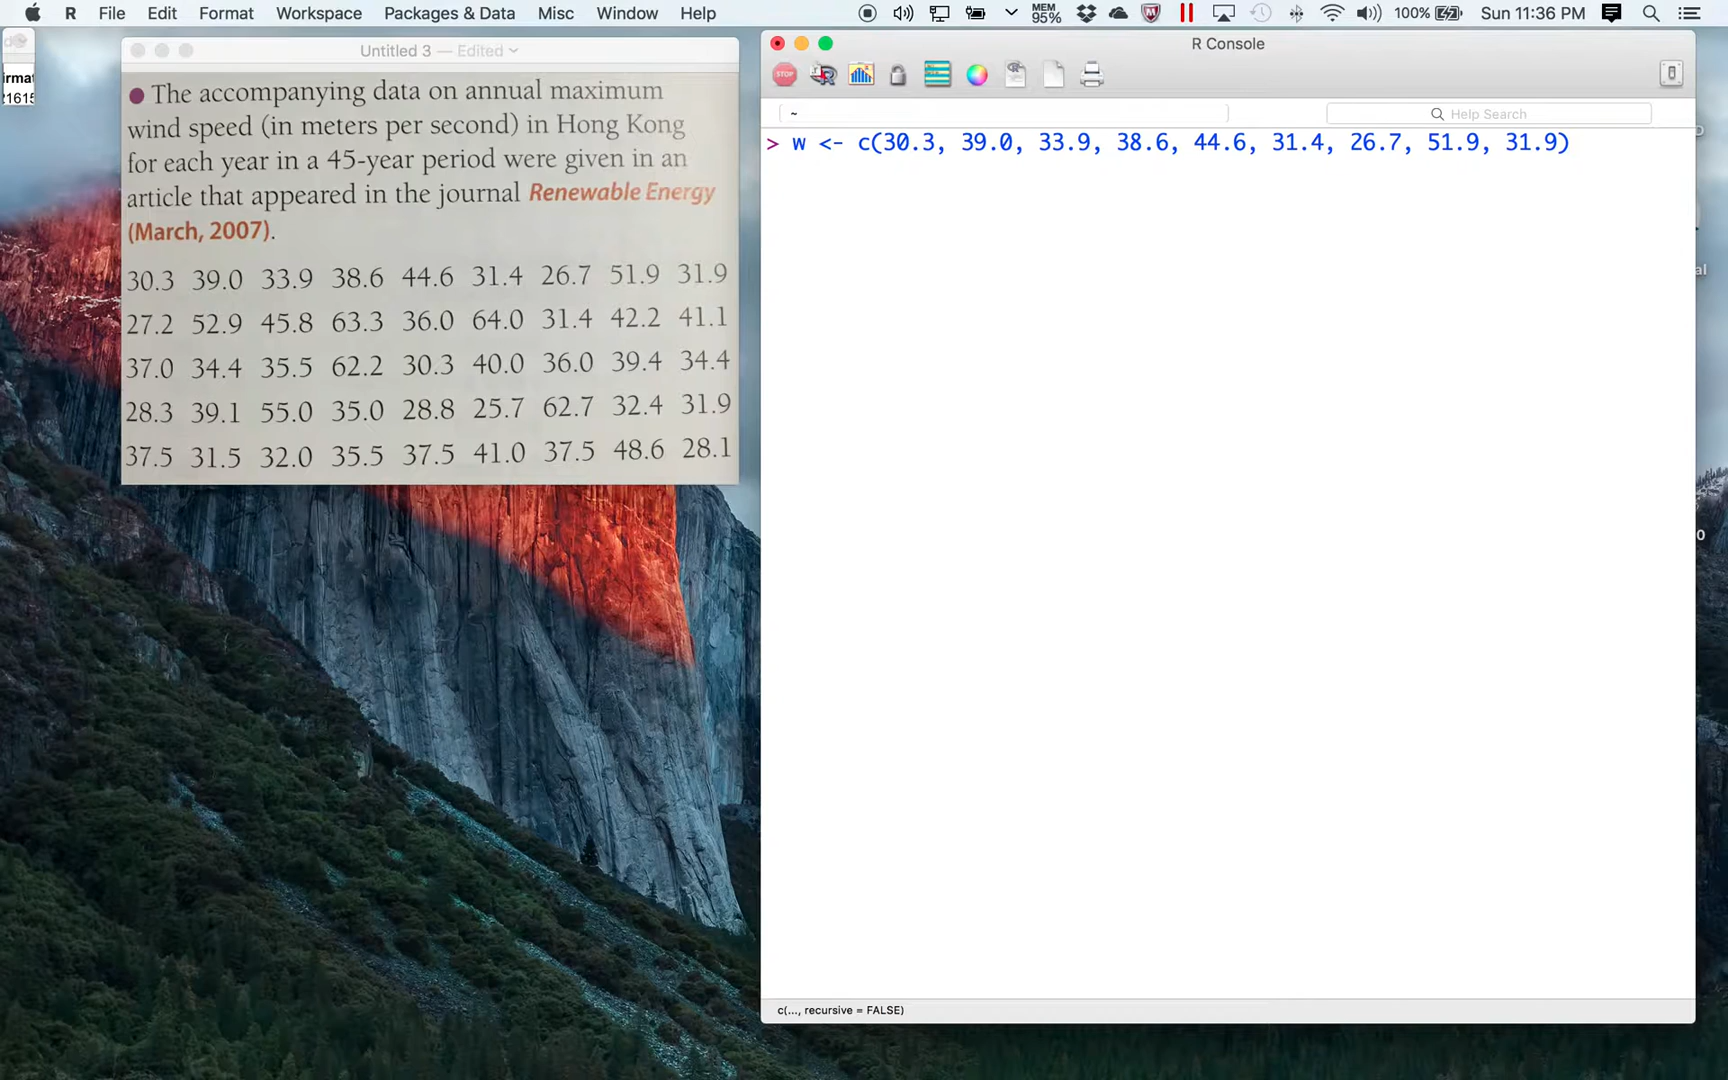 R File Edit Format Workspace Packages & Data Misc Window Help MEM 95% 100% Sun 11:36 PM
Untitled 3 — Edited
R Console
STOP
irmat
21615
~
Help Search
The accompanying data on annual maximum
wind speed (in meters per second) in Hong Kong
for each year in a 45-year period were given in an
article that appeared in the journal Renewable Energy
(March, 2007).
30.3 39.0 33.9 38.6 44.6 31.4 26.7 51.9 31.9
27.2 52.9 45.8 63.3 36.0 64.0 31.4 42.2 41.1
37.0 34.4 35.5 62.2 30.3 40.0 36.0 39.4 34.4
28.3 39.1 55.0 35.0 28.8 25.7 62.7 32.4 31.9
37.5 31.5 32.0 35.5 37.5 41.0 37.5 48.6 28.1
> w <- c(30.3, 39.0, 33.9, 38.6, 44.6, 31.4, 26.7, 51.9, 31.9)
al
0
c(..., recursive = FALSE)